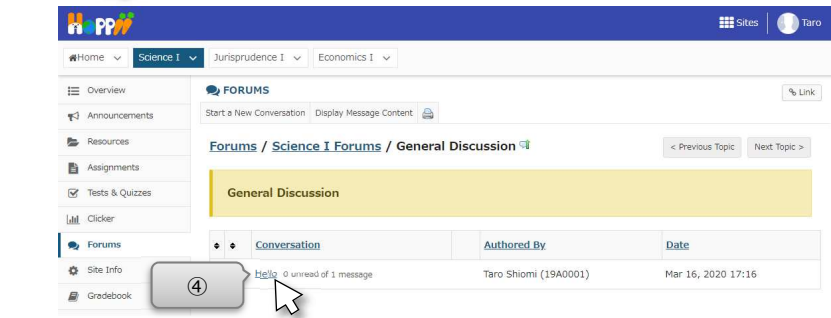 Hoppii
Sites Taro
Home Science I Jurisprudence I Economics I
Overview
Announcements
Resources
Assignments
Tests & Quizzes
Clicker
Forums
Site Info
Gradebook
FORUMS
Link
Start a New Conversation Display Message Content
Forums / Science I Forums / General Discussion
< Previous Topic Next Topic >
General Discussion
Conversation Authored By Date
Hello 0 unread of 1 message Taro Shiomi (19A0001) Mar 16, 2020 17:16
④